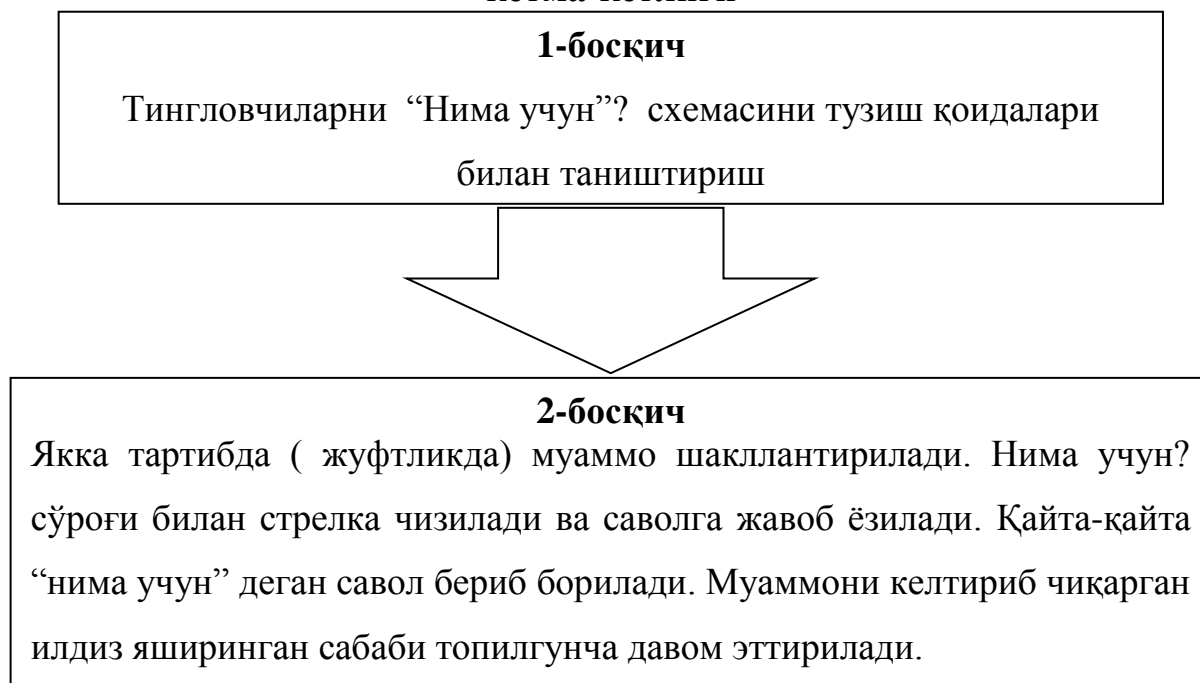 1-босқич
Тингловчиларни “Нима учун”? схемасини тузиш қоидалари
билан таништириш
2-босқич
Якка тартибда ( жуфтликда) муаммо шакллантирилади. Нима учун?
сўроғи билан стрелка чизилади ва саволга жавоб ёзилади. Қайта-қайта
“нима учун” деган савол бериб борилади. Муаммони келтириб чиқарган
илдиз яширинган сабаби топилгунча давом эттирилади.